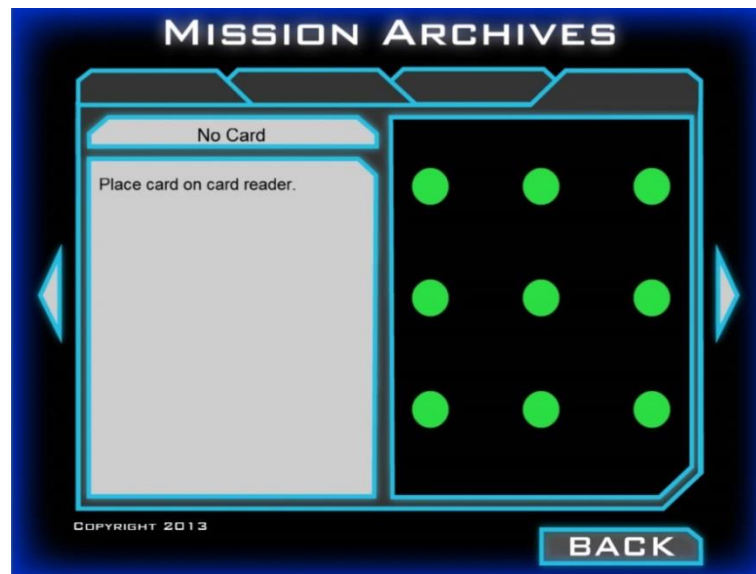 Mission Archives
No Card
Place card on card reader.
Copyright 2013
BACK